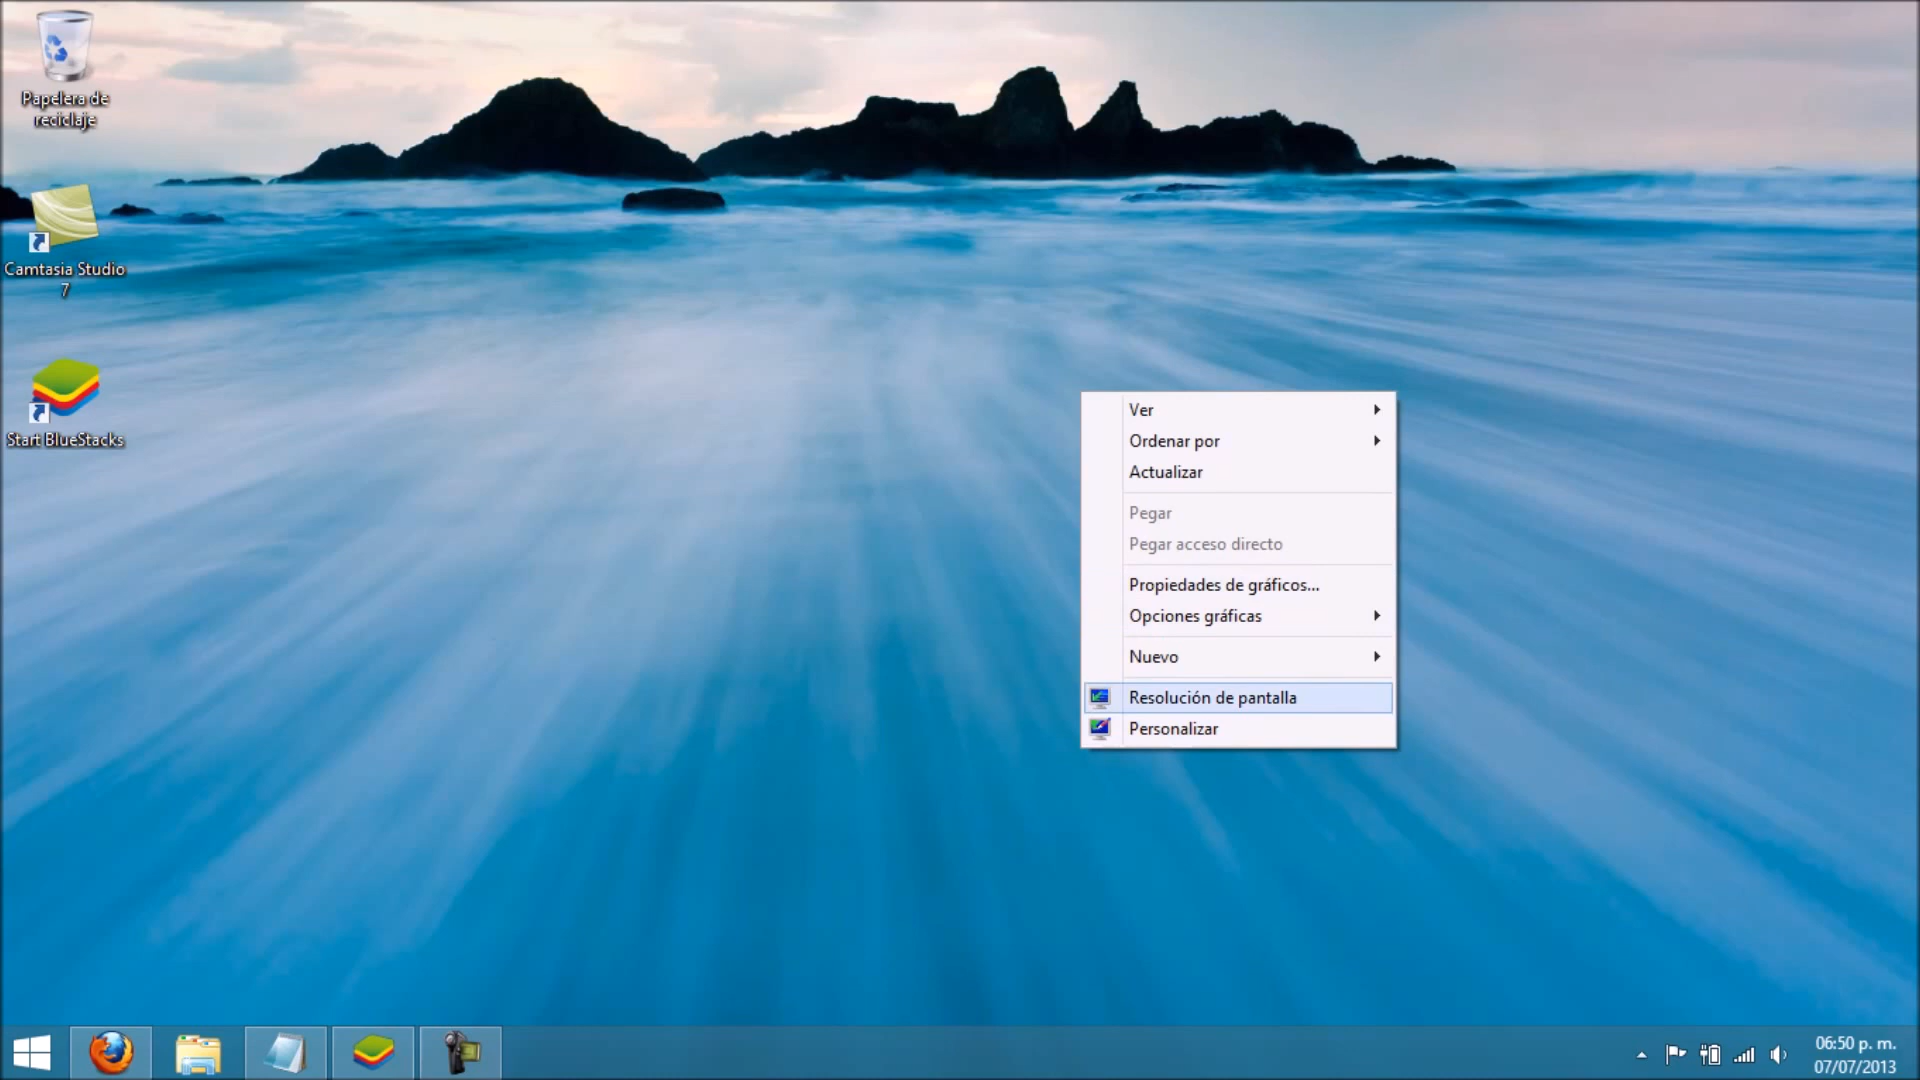 Papelera de
reciclaje
Camtasia Studio
7
Start BlueStacks
Ver
Ordenar por
Actualizar
Pegar
Pegar acceso directo
Propiedades de gráficos...
Opciones gráficas
Nuevo
Resolución de pantalla
Personalizar
06:50 p. m.
07/07/2013